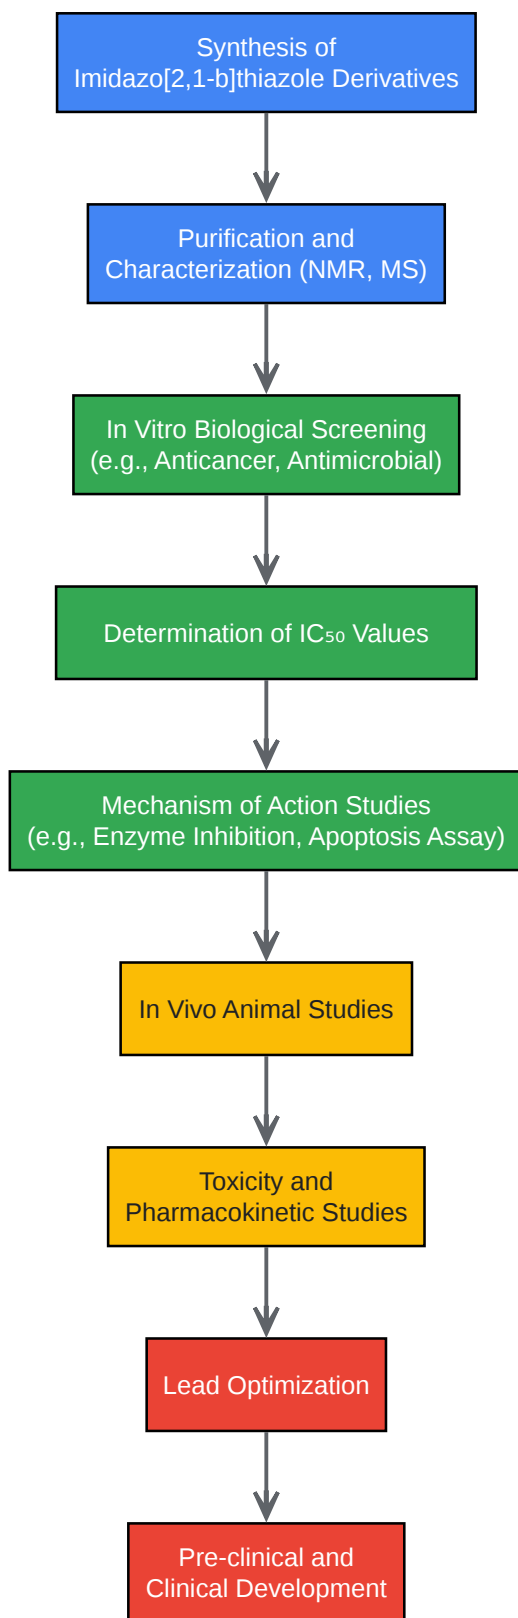 Synthesis of
Imidazo[2,1-b]thiazole Derivatives
Purification and
Characterization (NMR, MS)
In Vitro Biological Screening
(e.g., Anticancer, Antimicrobial)
Determination of IC₅₀ Values
Mechanism of Action Studies
(e.g., Enzyme Inhibition, Apoptosis Assay)
In Vivo Animal Studies
Toxicity and
Pharmacokinetic Studies
Lead Optimization
Pre-clinical and
Clinical Development